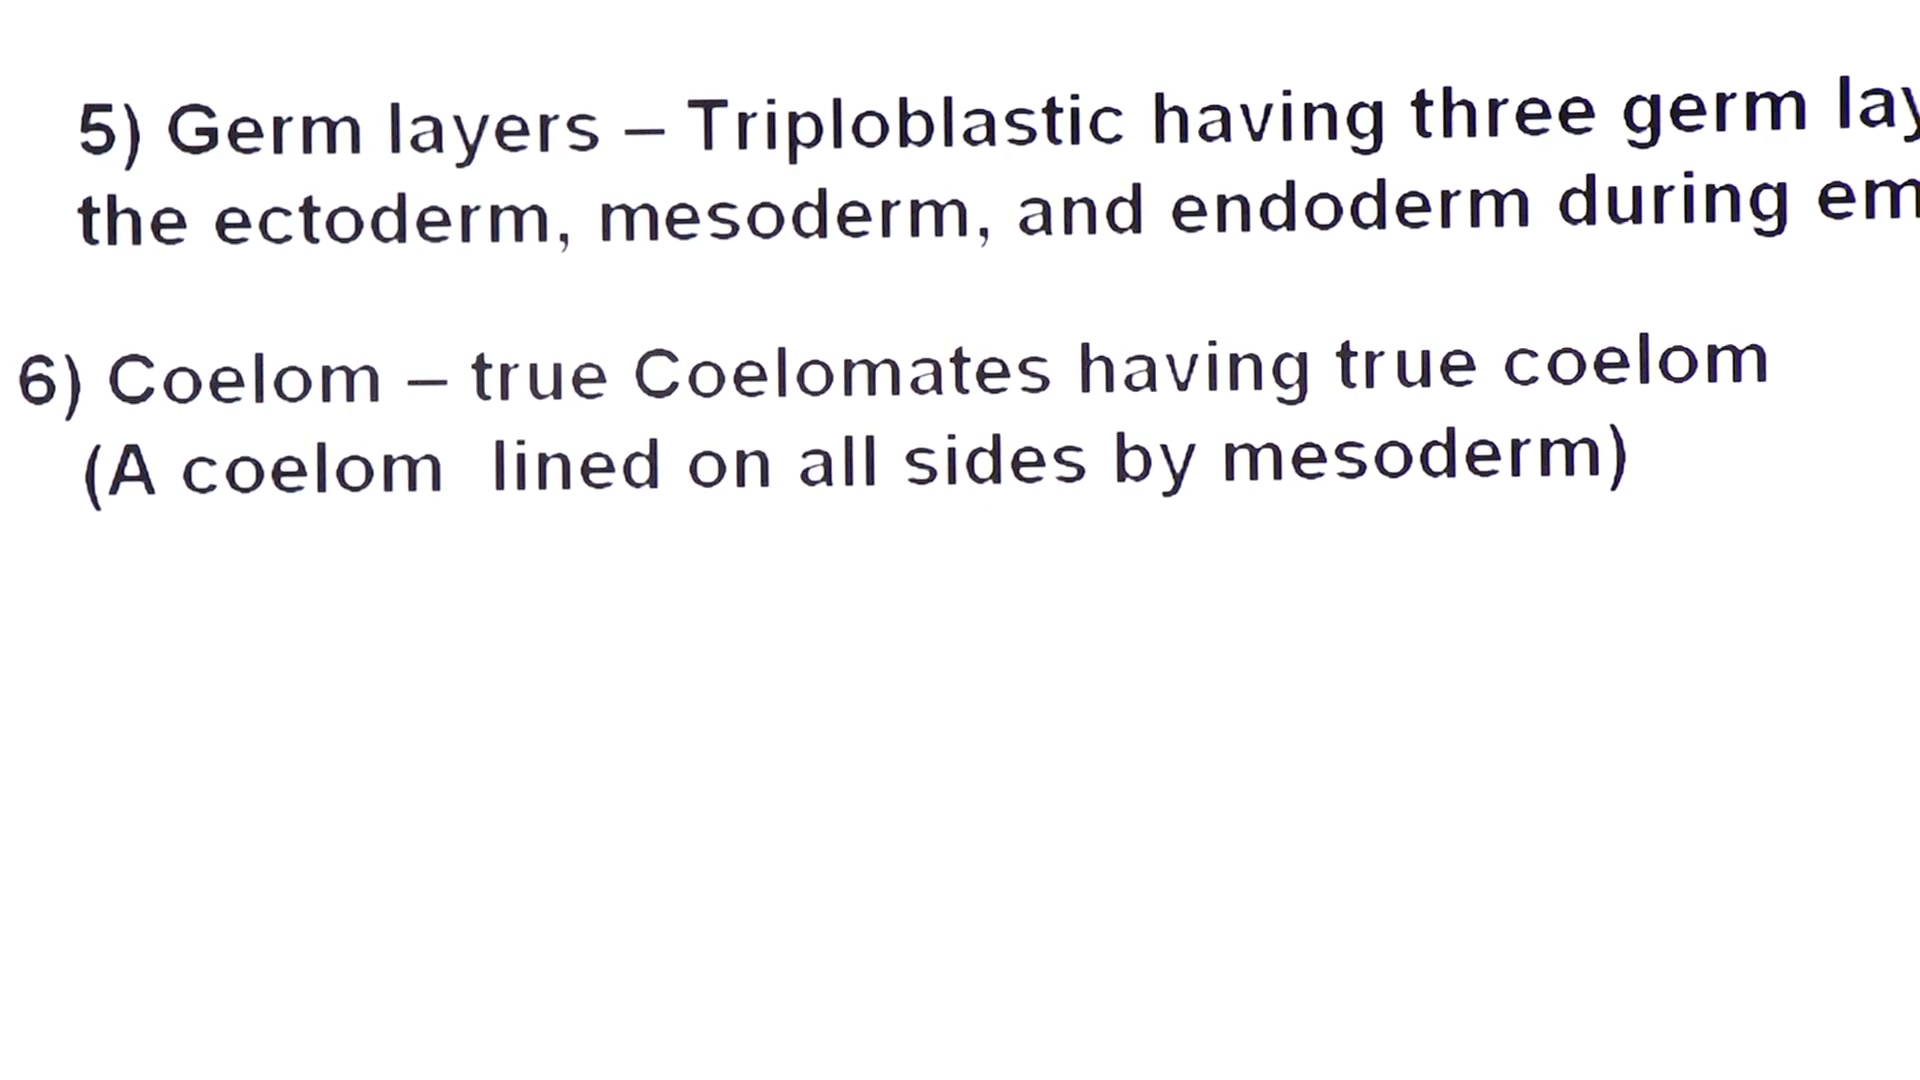 5) Germ layers – Triploblastic having three germ
the ectoderm, mesoderm, and endoderm during
6) Coelom – true Coelomates having true coelom
(A coelom lined on all sides by mesoderm)